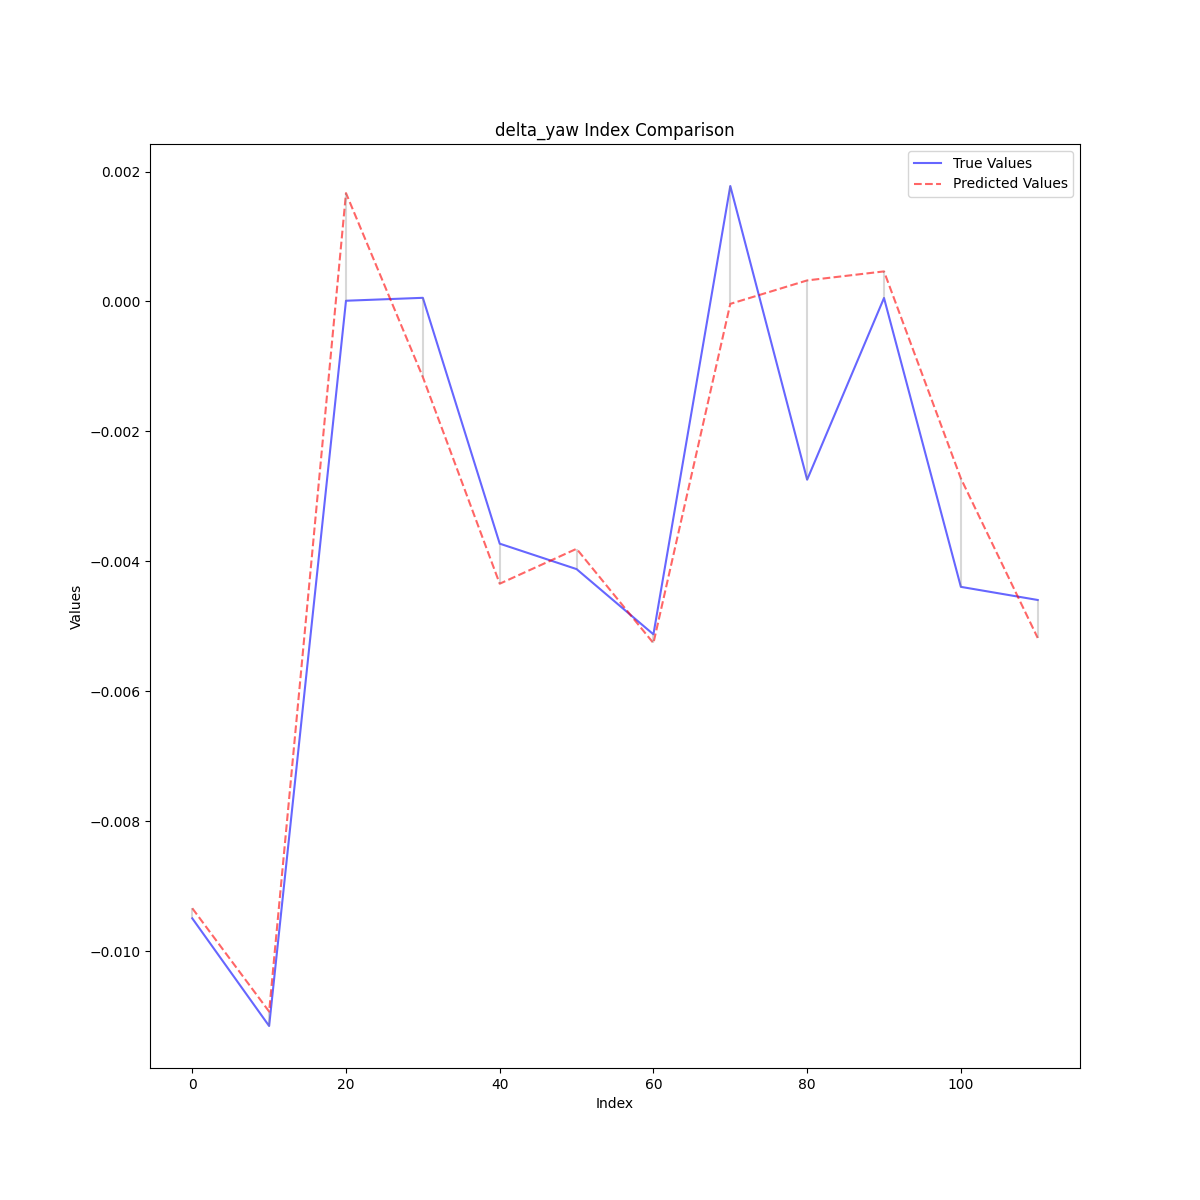 delta_yaw Index Comparison
True Values
Predicted Values
0.002
0.000
−0.002
−0.004
−0.006
−0.008
−0.010
Values
0 20 40 60 80 100
Index